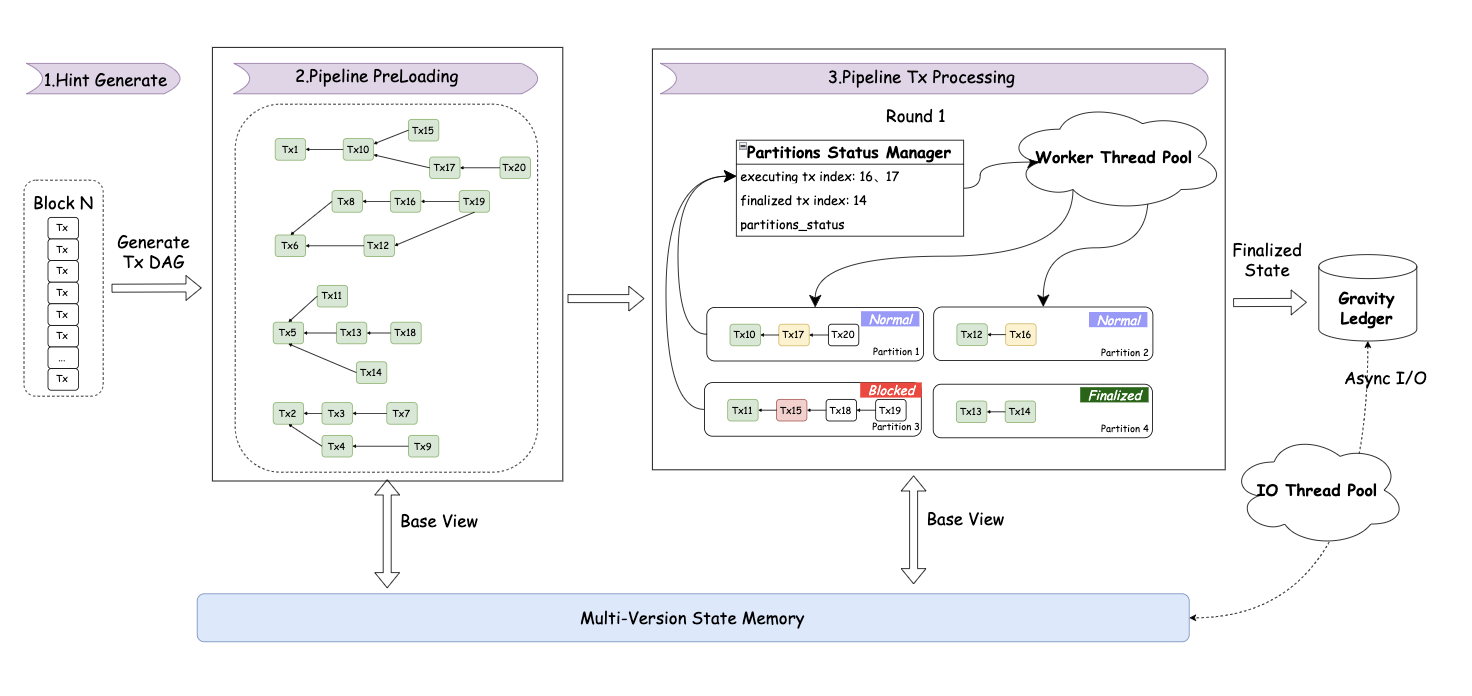 1.Hint Generate
Block N
Tx
Tx
Tx
Tx
Tx
Tx
...
Tx
Generate
Tx DAG
2.Pipeline PreLoading
Tx15
Tx1
Tx10
Tx17
Tx20
Tx8
Tx16
Tx19
Tx6
Tx12
Tx11
Tx5
Tx13
Tx18
Tx14
Tx2
Tx3
Tx7
Tx4
Tx9
3.Pipeline Tx Processing
Round 1
Partitions Status Manager
executing tx index: 16、17
finalized tx index: 14
partitions_status
Worker Thread Pool
Normal
Tx10
Tx17
Tx20
Partition 1
Normal
Tx12
Tx16
Partition 2
Blocked
Tx11
Tx15
Tx18
Tx19
Partition 3
Finalized
Tx13
Tx14
Partition 4
Finalized
State
Gravity
Ledger
Async I/O
IO Thread Pool
Base View
Base View
Multi-Version State Memory